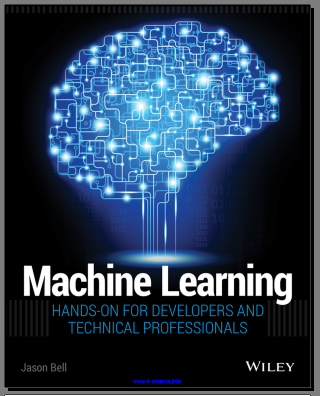 Machine Learning
HANDS-ON FOR DEVELOPERS AND
TECHNICAL PROFESSIONALS
Jason Bell
WILEY